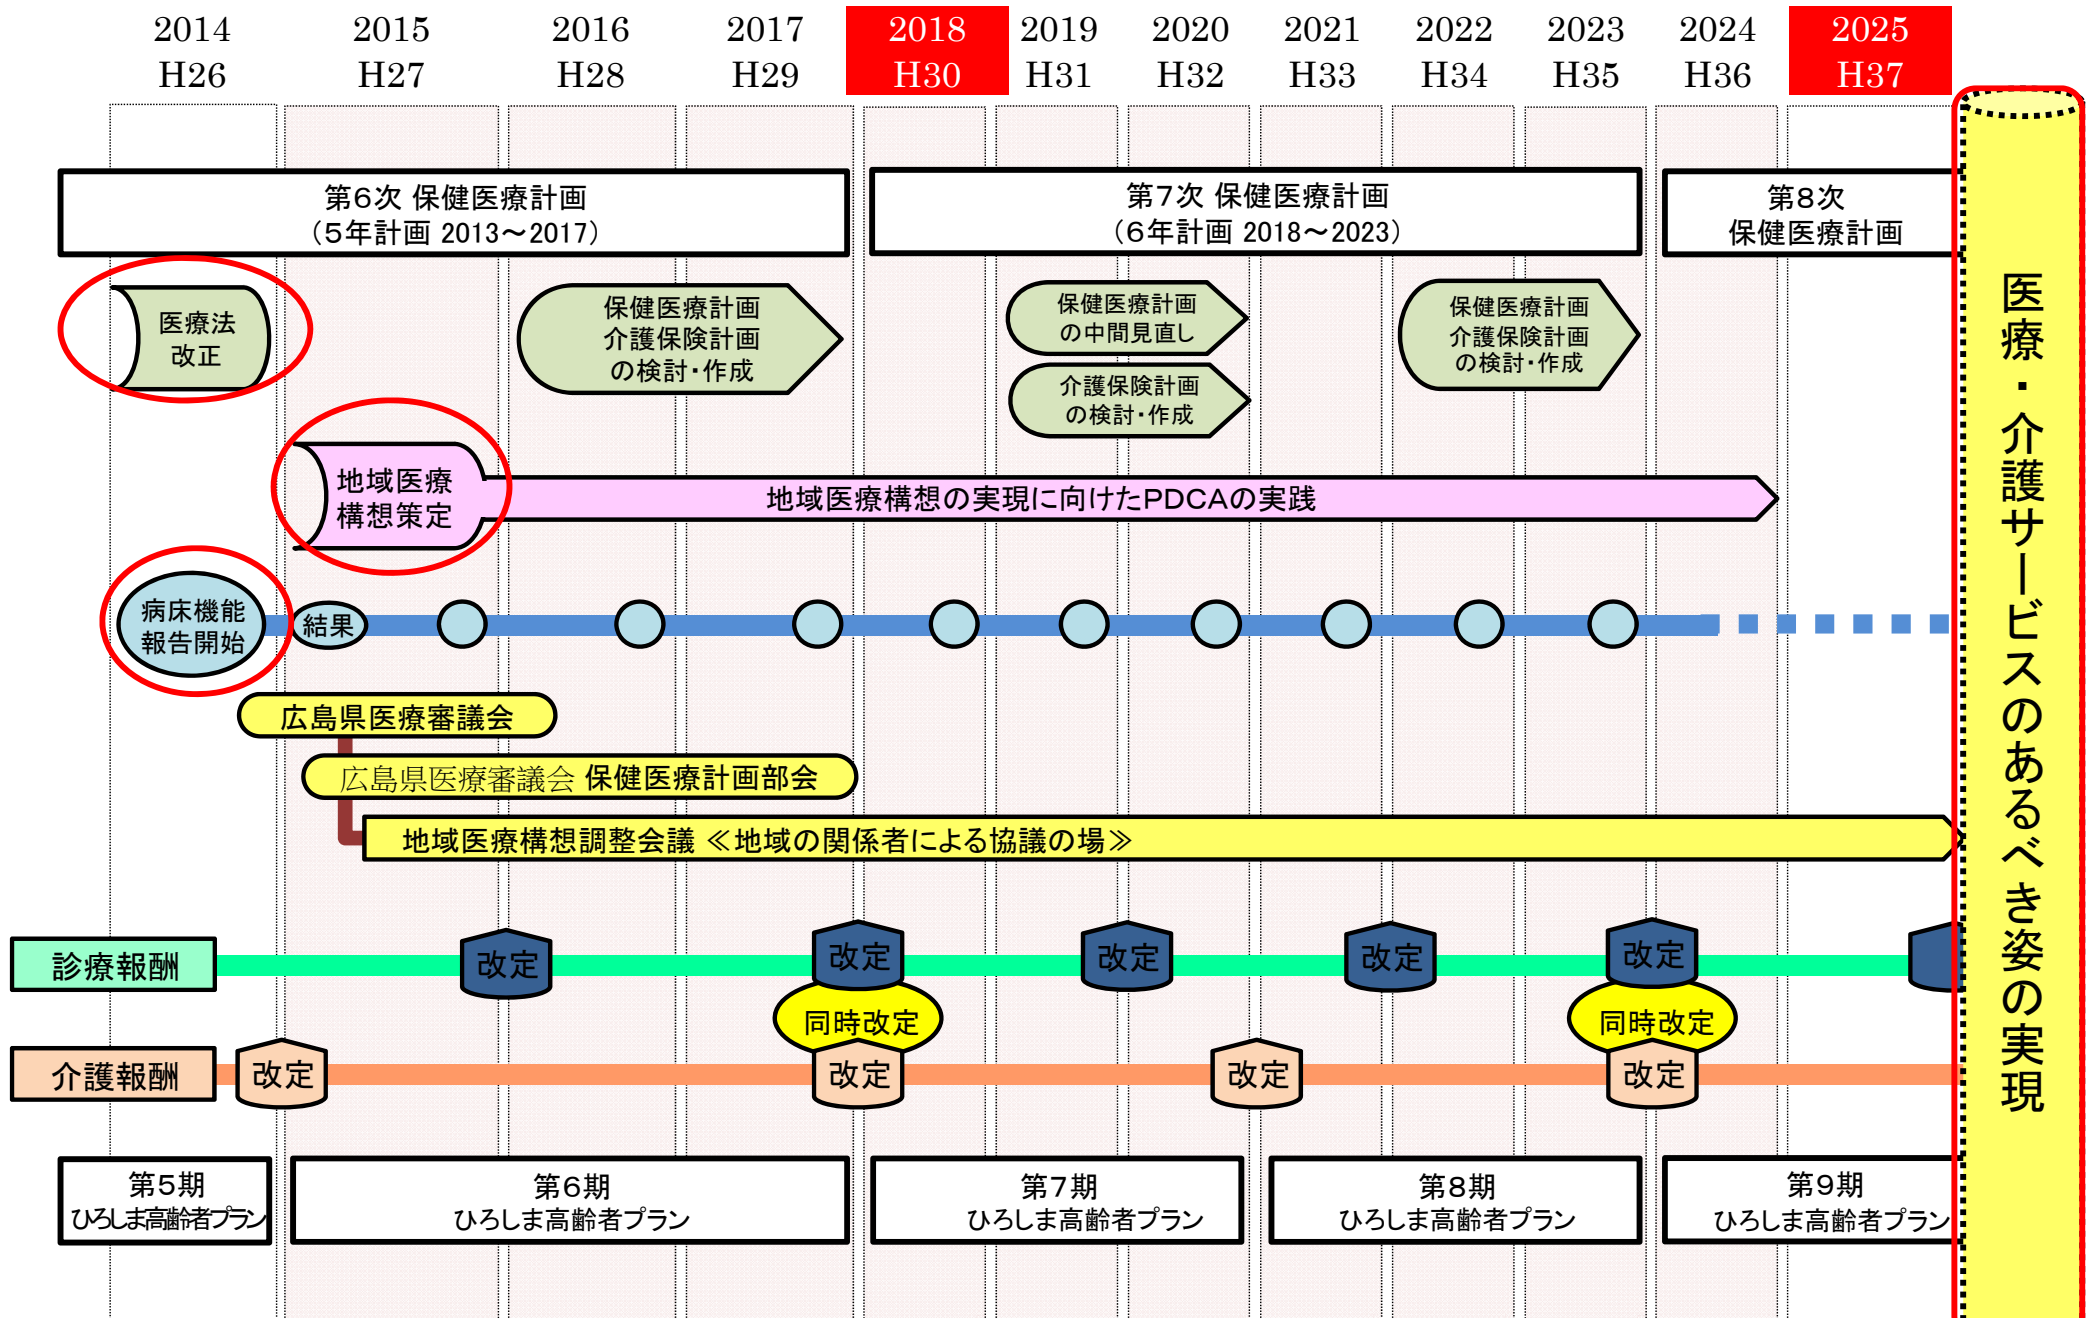 2014 2015 2016 2017 2018 2019 2020 2021 2022 2023 2024 2025
H26 H27 H28 H29 H30 H31 H32 H33 H34 H35 H36 H37
第6次 保健医療計画
（5年計画 2013～2017）
第7次 保健医療計画
（6年計画 2018～2023）
第8次
保健医療計画
医療法
改正
保健医療計画
介護保険計画
の検討・作成
保健医療計画
の中間見直し
介護保険計画
の検討・作成
保健医療計画
介護保険計画
の検討・作成
地域医療
構想策定
地域医療構想の実現に向けたPDCAの実践
病床機能
報告開始
結果
広島県医療審議会
広島県医療審議会 保健医療計画部会
地域医療構想調整会議 ≪地域の関係者による協議の場≫
診療報酬
改定
改定
改定
改定
改定
同時改定
同時改定
介護報酬
改定
改定
改定
改定
第5期
ひろしま高齢者プラン
第6期
ひろしま高齢者プラン
第7期
ひろしま高齢者プラン
第8期
ひろしま高齢者プラン
第9期
ひろしま高齢者プラン
医療・介護サービスのあるべき姿の実現